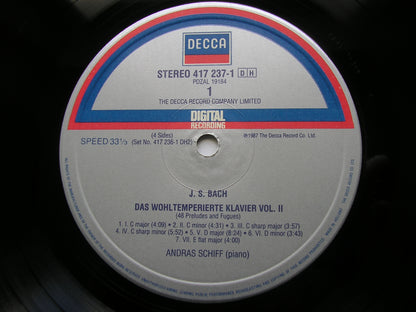 DECCA
STEREO 417 237-1 D H
PDZAL 19184
1
THE DECCA RECORD COMPANY LIMITED
DIGITAL
RECORDING
(4 Sides)
℗1987 The Decca Record Co. Ltd.
SPEED 33⅓ (Set No. 417 236-1 DH2)
J. S. BACH
DAS WOHLTEMPERIERTE KLAVIER VOL. II
(48 Preludes and Fugues)
1. I. C major (4:09) • 2. II. C minor (4:31) • 3. III. C sharp major (3:57)
4. IV. C sharp minor (5:52) • 5. V. D major (8:24) • 6. VI. D minor (3:43)
7. VII. E flat major (4:00)
ANDRAS SCHIFF (piano)